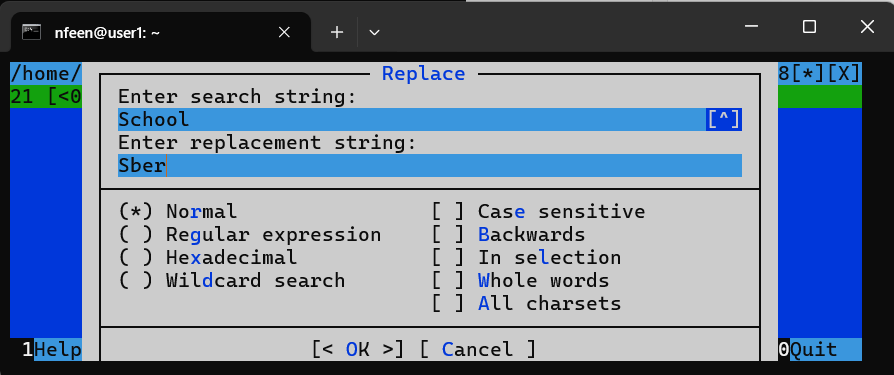 nfeen@user1: ~
/home/ Replace 8[*][X]
21 [<0 Enter search string:
School [^]
Enter replacement string:
Sber
(*) Normal [ ] Case sensitive
( ) Regular expression [ ] Backwards
( ) Hexadecimal [ ] In selection
( ) Wildcard search [ ] Whole words
[ ] All charsets
1Help [< OK >] [ Cancel ] 0Quit